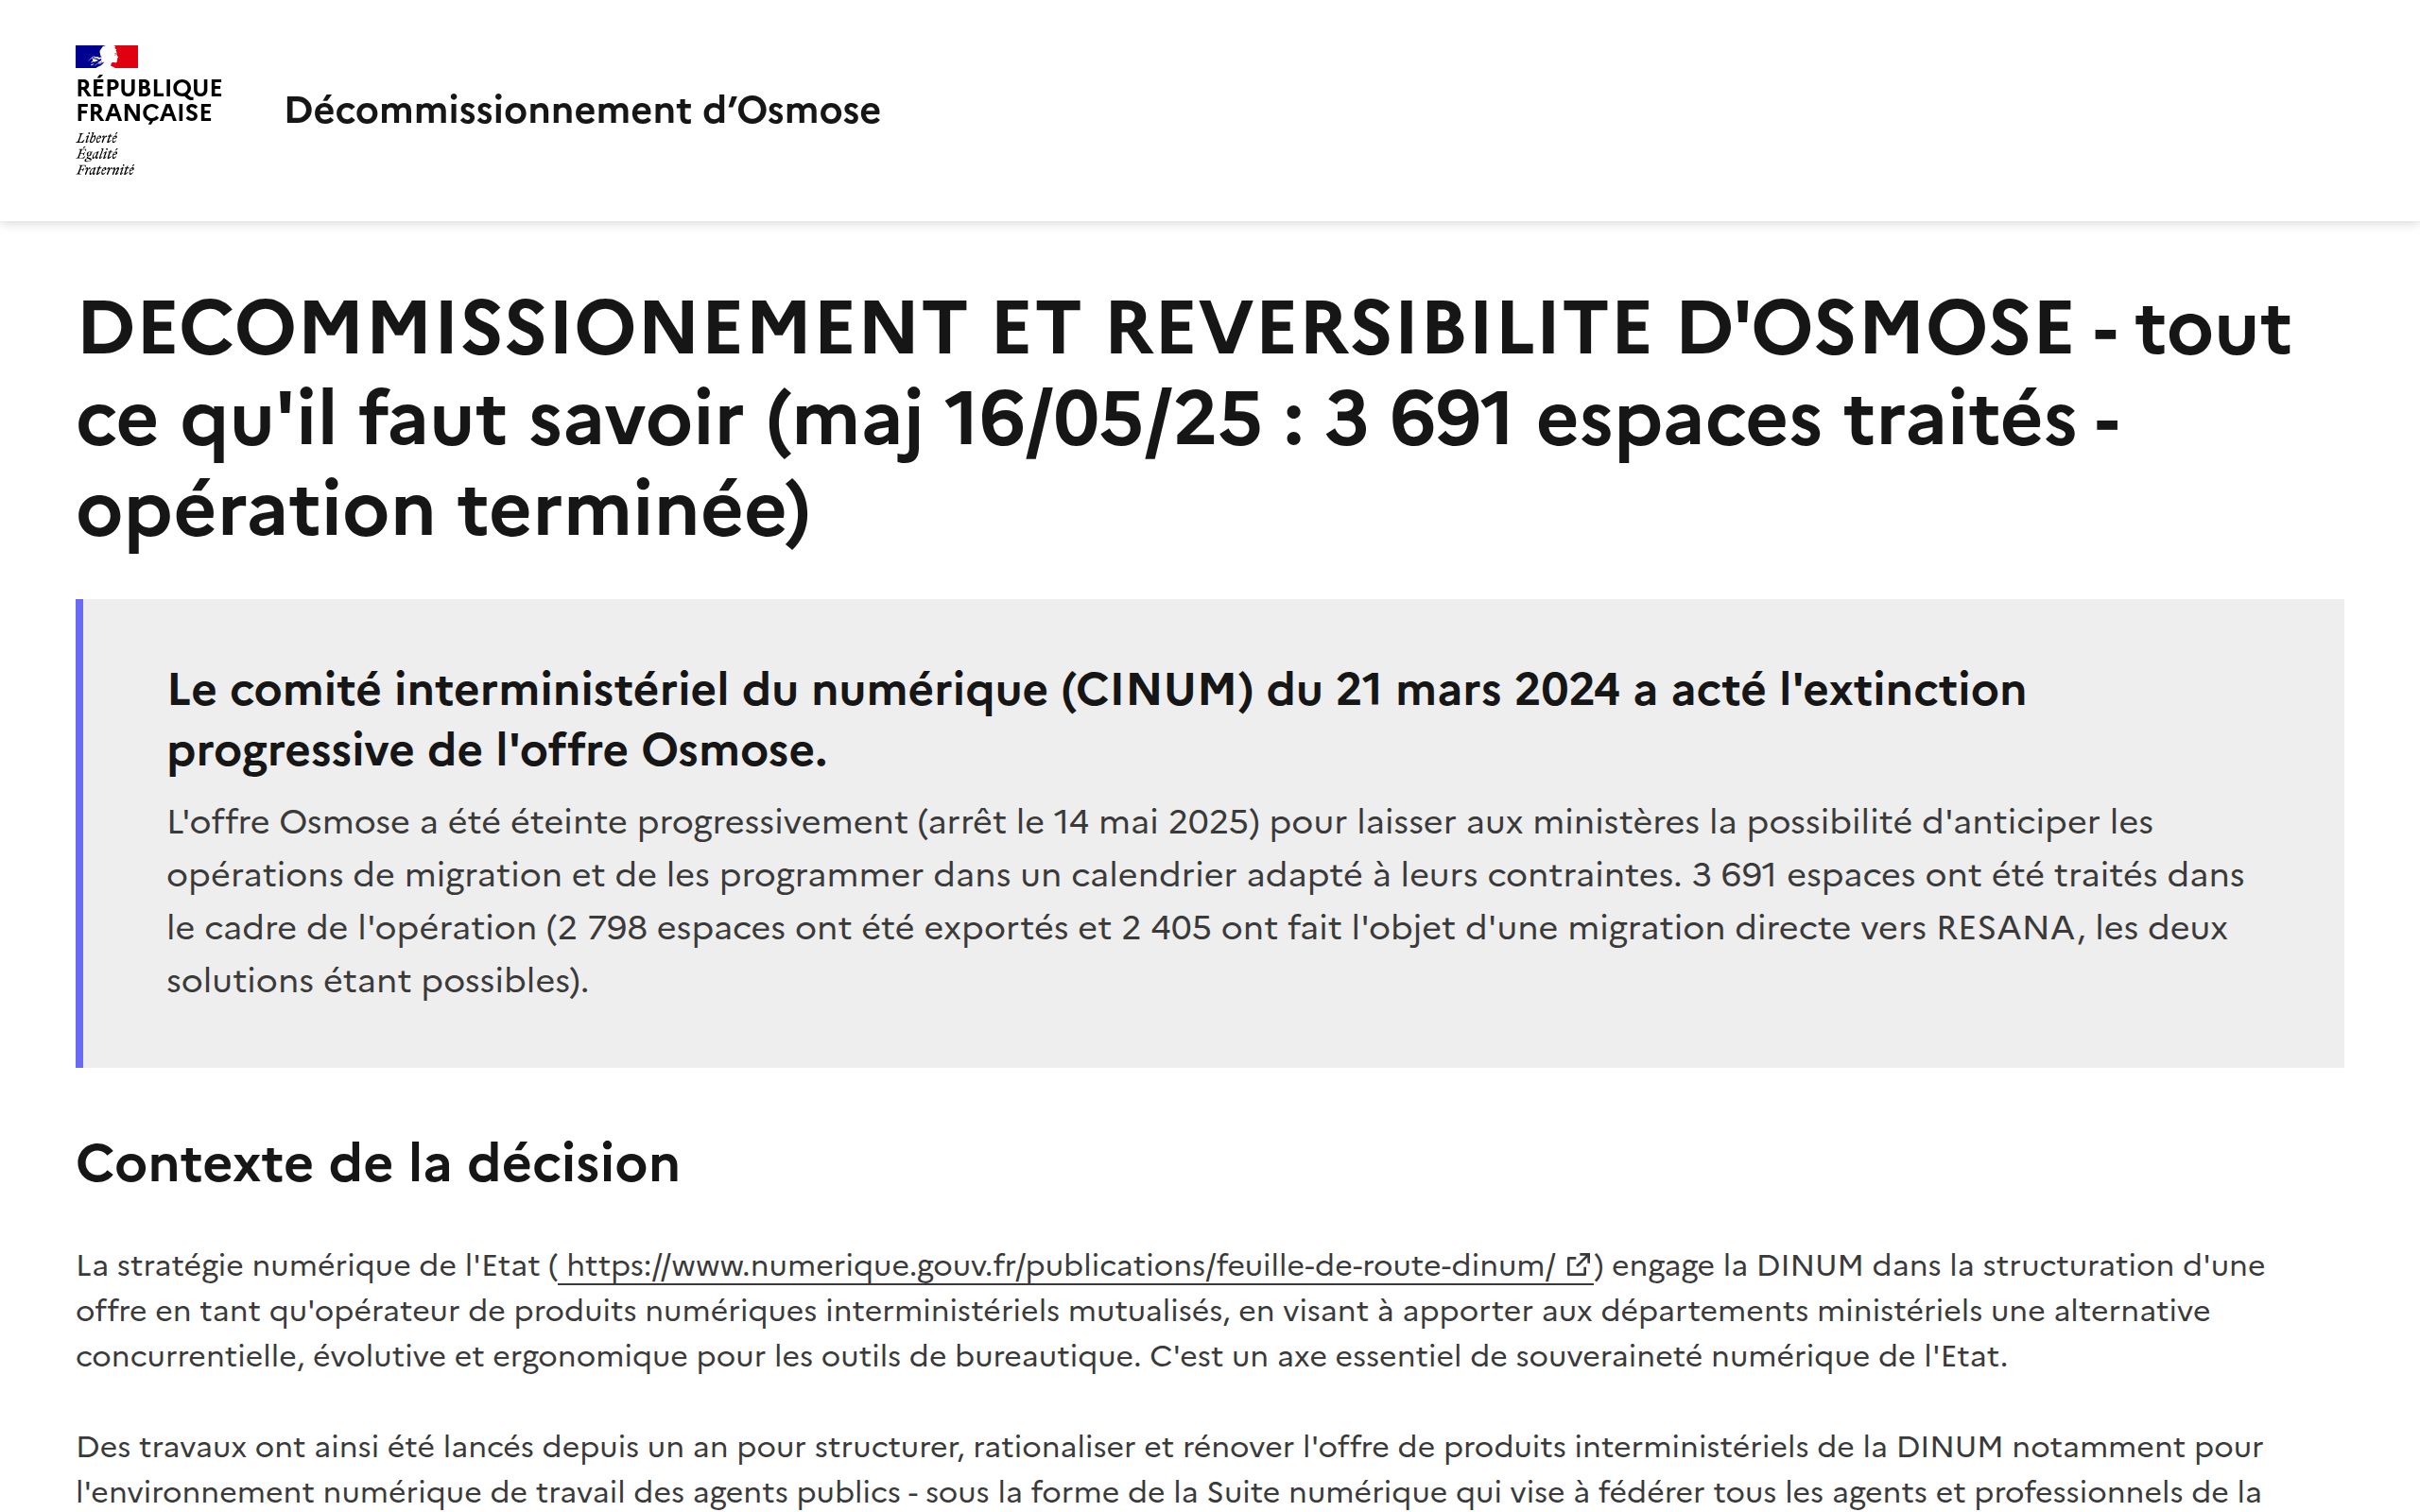 RÉPUBLIQUE
FRANÇAISE
Liberté
Égalité
Fraternité
Décommissionnement d’Osmose
DECOMMISSIONEMENT ET REVERSIBILITE D'OSMOSE - tout
ce qu'il faut savoir (maj 16/05/25 : 3 691 espaces traités -
opération terminée)
Le comité interministériel du numérique (CINUM) du 21 mars 2024 a acté l'extinction
progressive de l'offre Osmose.
L'offre Osmose a été éteinte progressivement (arrêt le 14 mai 2025) pour laisser aux ministères la possibilité d'anticiper les
opérations de migration et de les programmer dans un calendrier adapté à leurs contraintes. 3 691 espaces ont été traités dans
le cadre de l'opération (2 798 espaces ont été exportés et 2 405 ont fait l'objet d'une migration directe vers RESANA, les deux
solutions étant possibles).
Contexte de la décision
La stratégie numérique de l'Etat ( https://www.numerique.gouv.fr/publications/feuille-de-route-dinum/ ) engage la DINUM dans la structuration d'une
offre en tant qu'opérateur de produits numériques interministériels mutualisés, en visant à apporter aux départements ministériels une alternative
concurrentielle, évolutive et ergonomique pour les outils de bureautique. C'est un axe essentiel de souveraineté numérique de l'Etat.
Des travaux ont ainsi été lancés depuis un an pour structurer, rationaliser et rénover l'offre de produits interministériels de la DINUM notamment pour
l'environnement numérique de travail des agents publics - sous la forme de la Suite numérique qui vise à fédérer tous les agents et professionnels de la